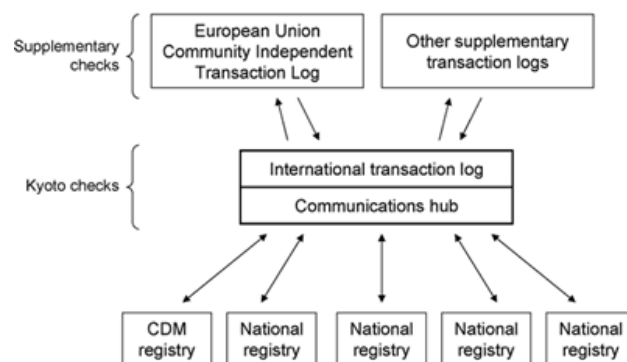 Supplementary
checks
European Union
Community Independent
Transaction Log
Other supplementary
transaction logs
Kyoto checks
International transaction log
Communications hub
CDM
registry
National
registry
National
registry
National
registry
National
registry